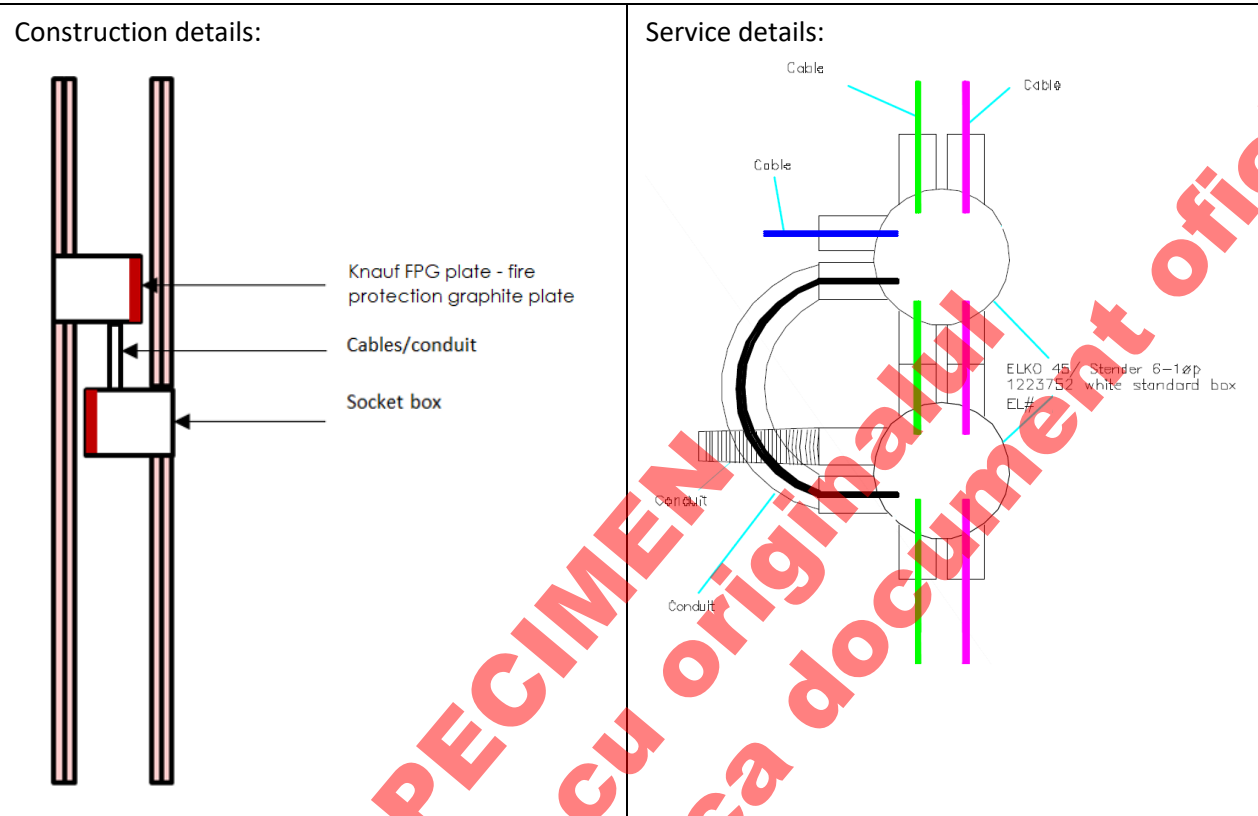 Construction details:
Knauf FPG plate - fire
protection graphite plate
Cables/conduit
Socket box
Service details:
Cable
Cable
Cable
ELKO 45/ Stender 6-1øp
1223752 white standard box
EL#
Conduit
Conduit
PECIMEN
cu originalul
ca document ofic